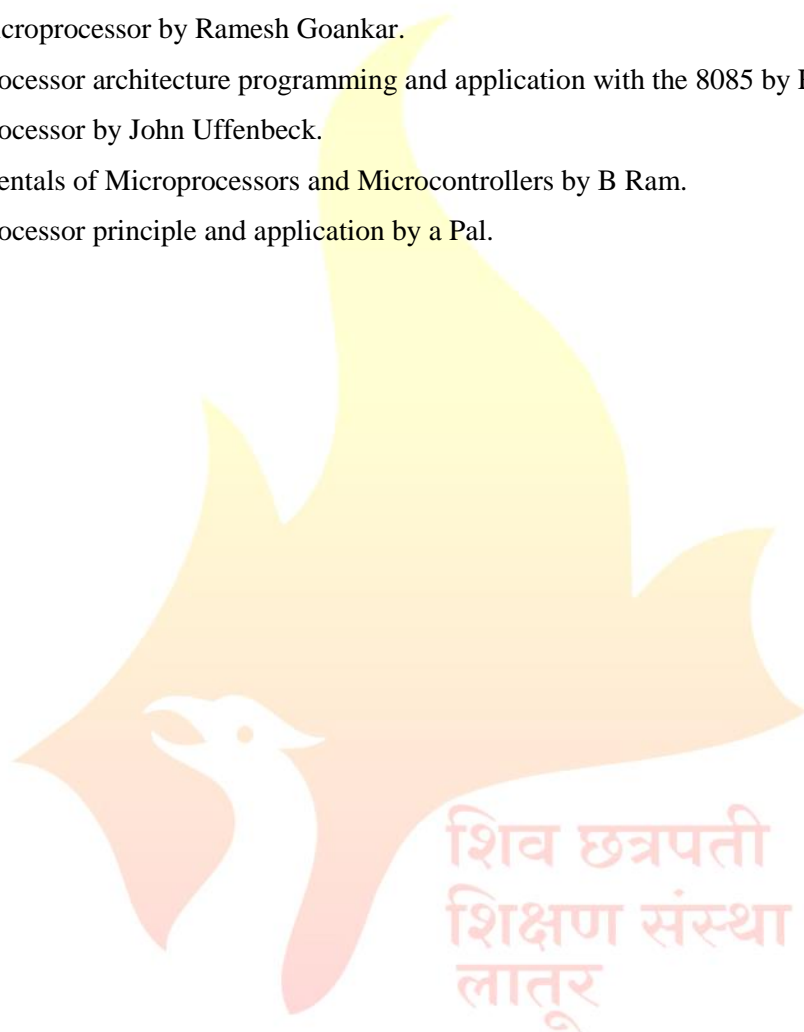 icroprocessor by Ramesh Goankar.
ocessor architecture programming and application with the 8085 by
ocessor by John Uffenbeck.
entals of Microprocessors and Microcontrollers by B Ram.
ocessor principle and application by a Pal.
शिव छत्रपती
शिक्षण संस्था
लातूर